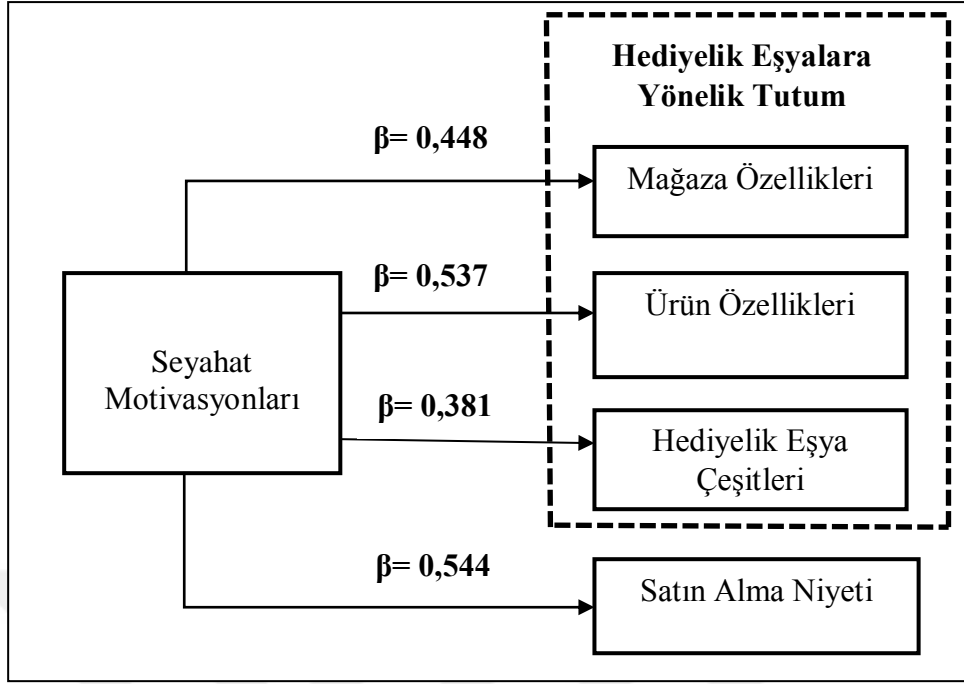 Hediyelik Eşyalara
Yönelik Tutum
β= 0,448
Mağaza Özellikleri
β= 0,537
Ürün Özellikleri
Seyahat
Motivasyonları
β= 0,381
Hediyelik Eşya
Çeşitleri
β= 0,544
Satın Alma Niyeti